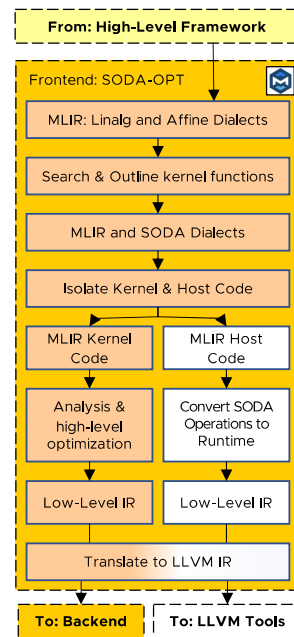 From: High-Level Framework
Frontend: SODA-OPT
MLIR: Linalg and Affine Dialects
Search & Outline kernel functions
MLIR and SODA Dialects
Isolate Kernel & Host Code
MLIR Kernel
Code
MLIR Host
Code
Analysis &
high-level
optimization
Convert SODA
Operations to
Runtime
Low-Level IR
Low-Level IR
Translate to LLVM IR
To: Backend
To: LLVM Tools